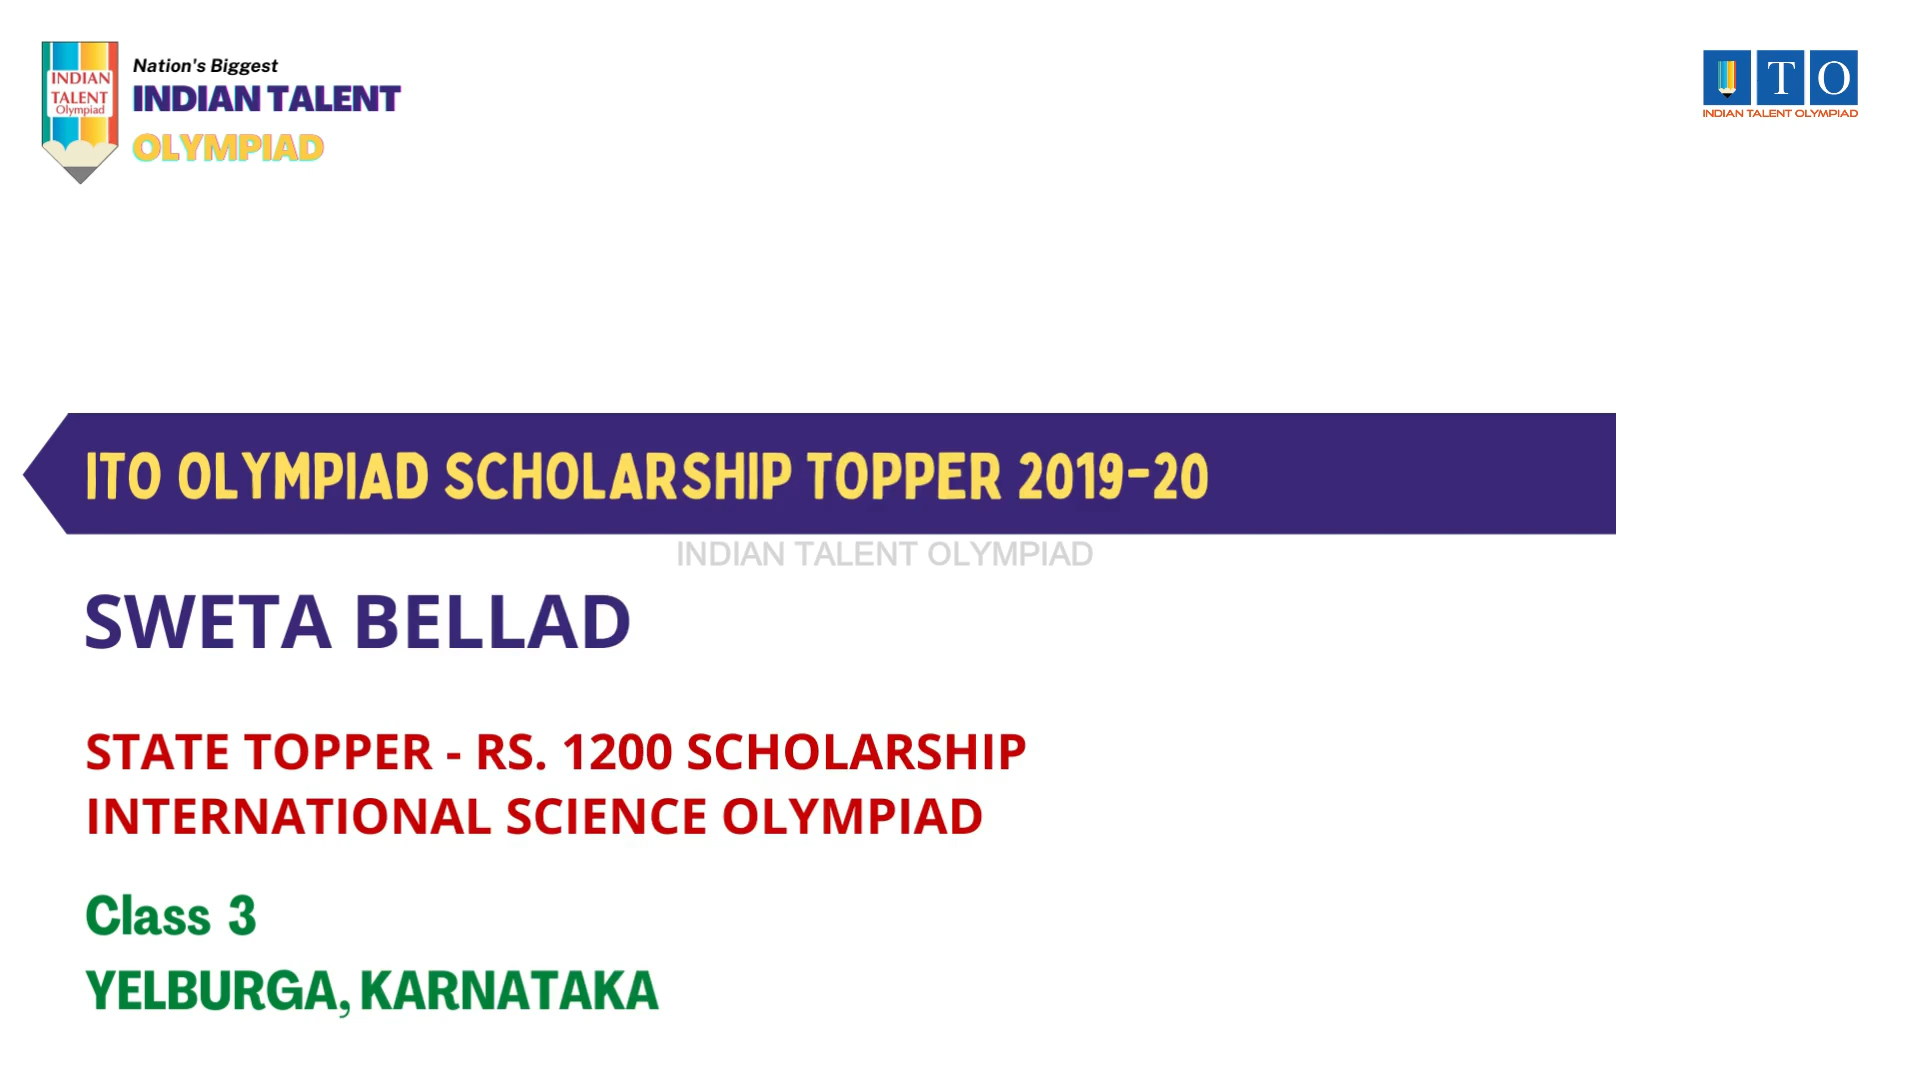 INDIAN
TALENT
Olympiad
Nation's Biggest
INDIAN TALENT
OLYMPIAD
T O
INDIAN TALENT OLYMPIAD
ITO OLYMPIAD SCHOLARSHIP TOPPER 2019-20
INDIAN TALENT OLYMPIAD
SWETA BELLAD
STATE TOPPER - RS. 1200 SCHOLARSHIP
INTERNATIONAL SCIENCE OLYMPIAD
Class 3
YELBURGA, KARNATAKA